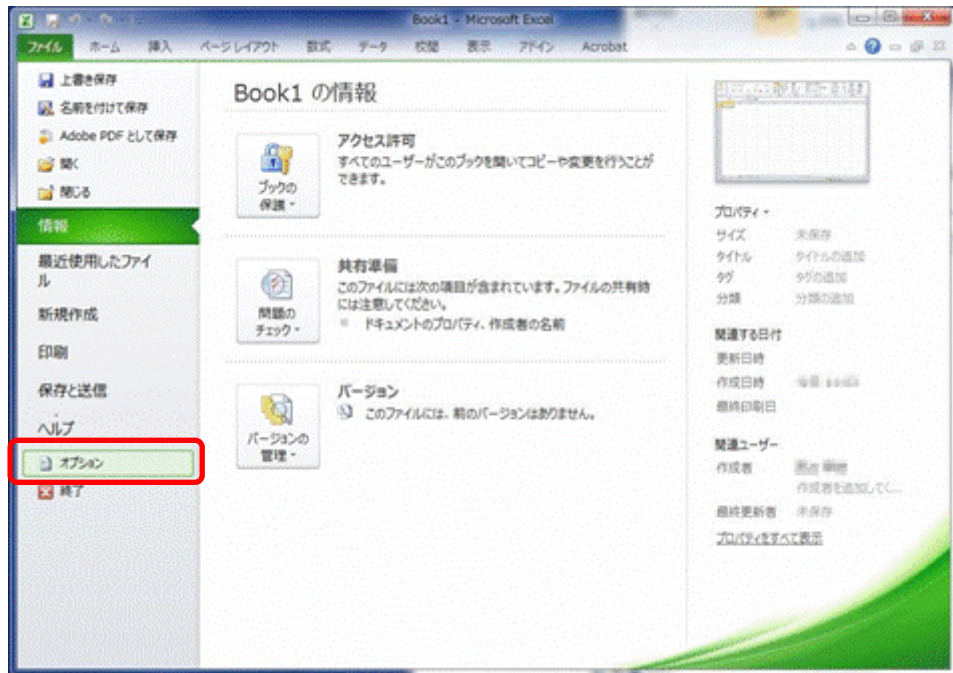 Book1 - Microsoft Excel
ファイル ホーム 挿入 ページ レイアウト 数式 データ 校閲 表示 アドイン Acrobat
上書き保存
名前を付けて保存
Adobe PDF として保存
開く
閉じる
情報
最近使用したファイ
ル
新規作成
印刷
保存と送信
ヘルプ
オプション
終了
Book1 の情報
ブックの
保護
アクセス許可
すべてのユーザーがこのブックを開いてコピーや変更を行うことが
できます。
問題の
チェック
共有準備
このファイルには次の項目が含まれています。ファイルの共有時
には注意してください。
ドキュメントのプロパティ、作成者の名前
バージョンの
管理
バージョン
このファイルには、前のバージョンはありません。
プロパティ
サイズ 未保存
タイトル タイトルの追加
タグ タグの追加
分類 分類の追加
関連する日付
更新日時
作成日時
最終印刷日
関連ユーザー
作成者
作成者を追加してく...
最終更新者 未保存
プロパティをすべて表示